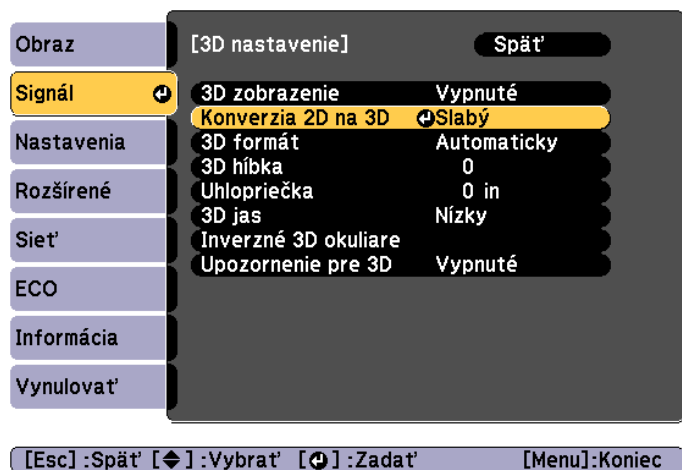 Obraz
Signál
Nastavenia
Rozšírené
Sieť
ECO
Informácia
Vynulovať
[3D nastavenie] Späť
3D zobrazenie Vypnuté
Konverzia 2D na 3D Slabý
3D formát Automaticky
3D híbka 0
Uhlopriečka 0 in
3D jas Nízky
Inverzné 3D okuliare
Upozornenie pre 3D Vypnuté
[Esc] :Späť [ ] :Vybrať [ ] :Zadať [Menu]:Koniec